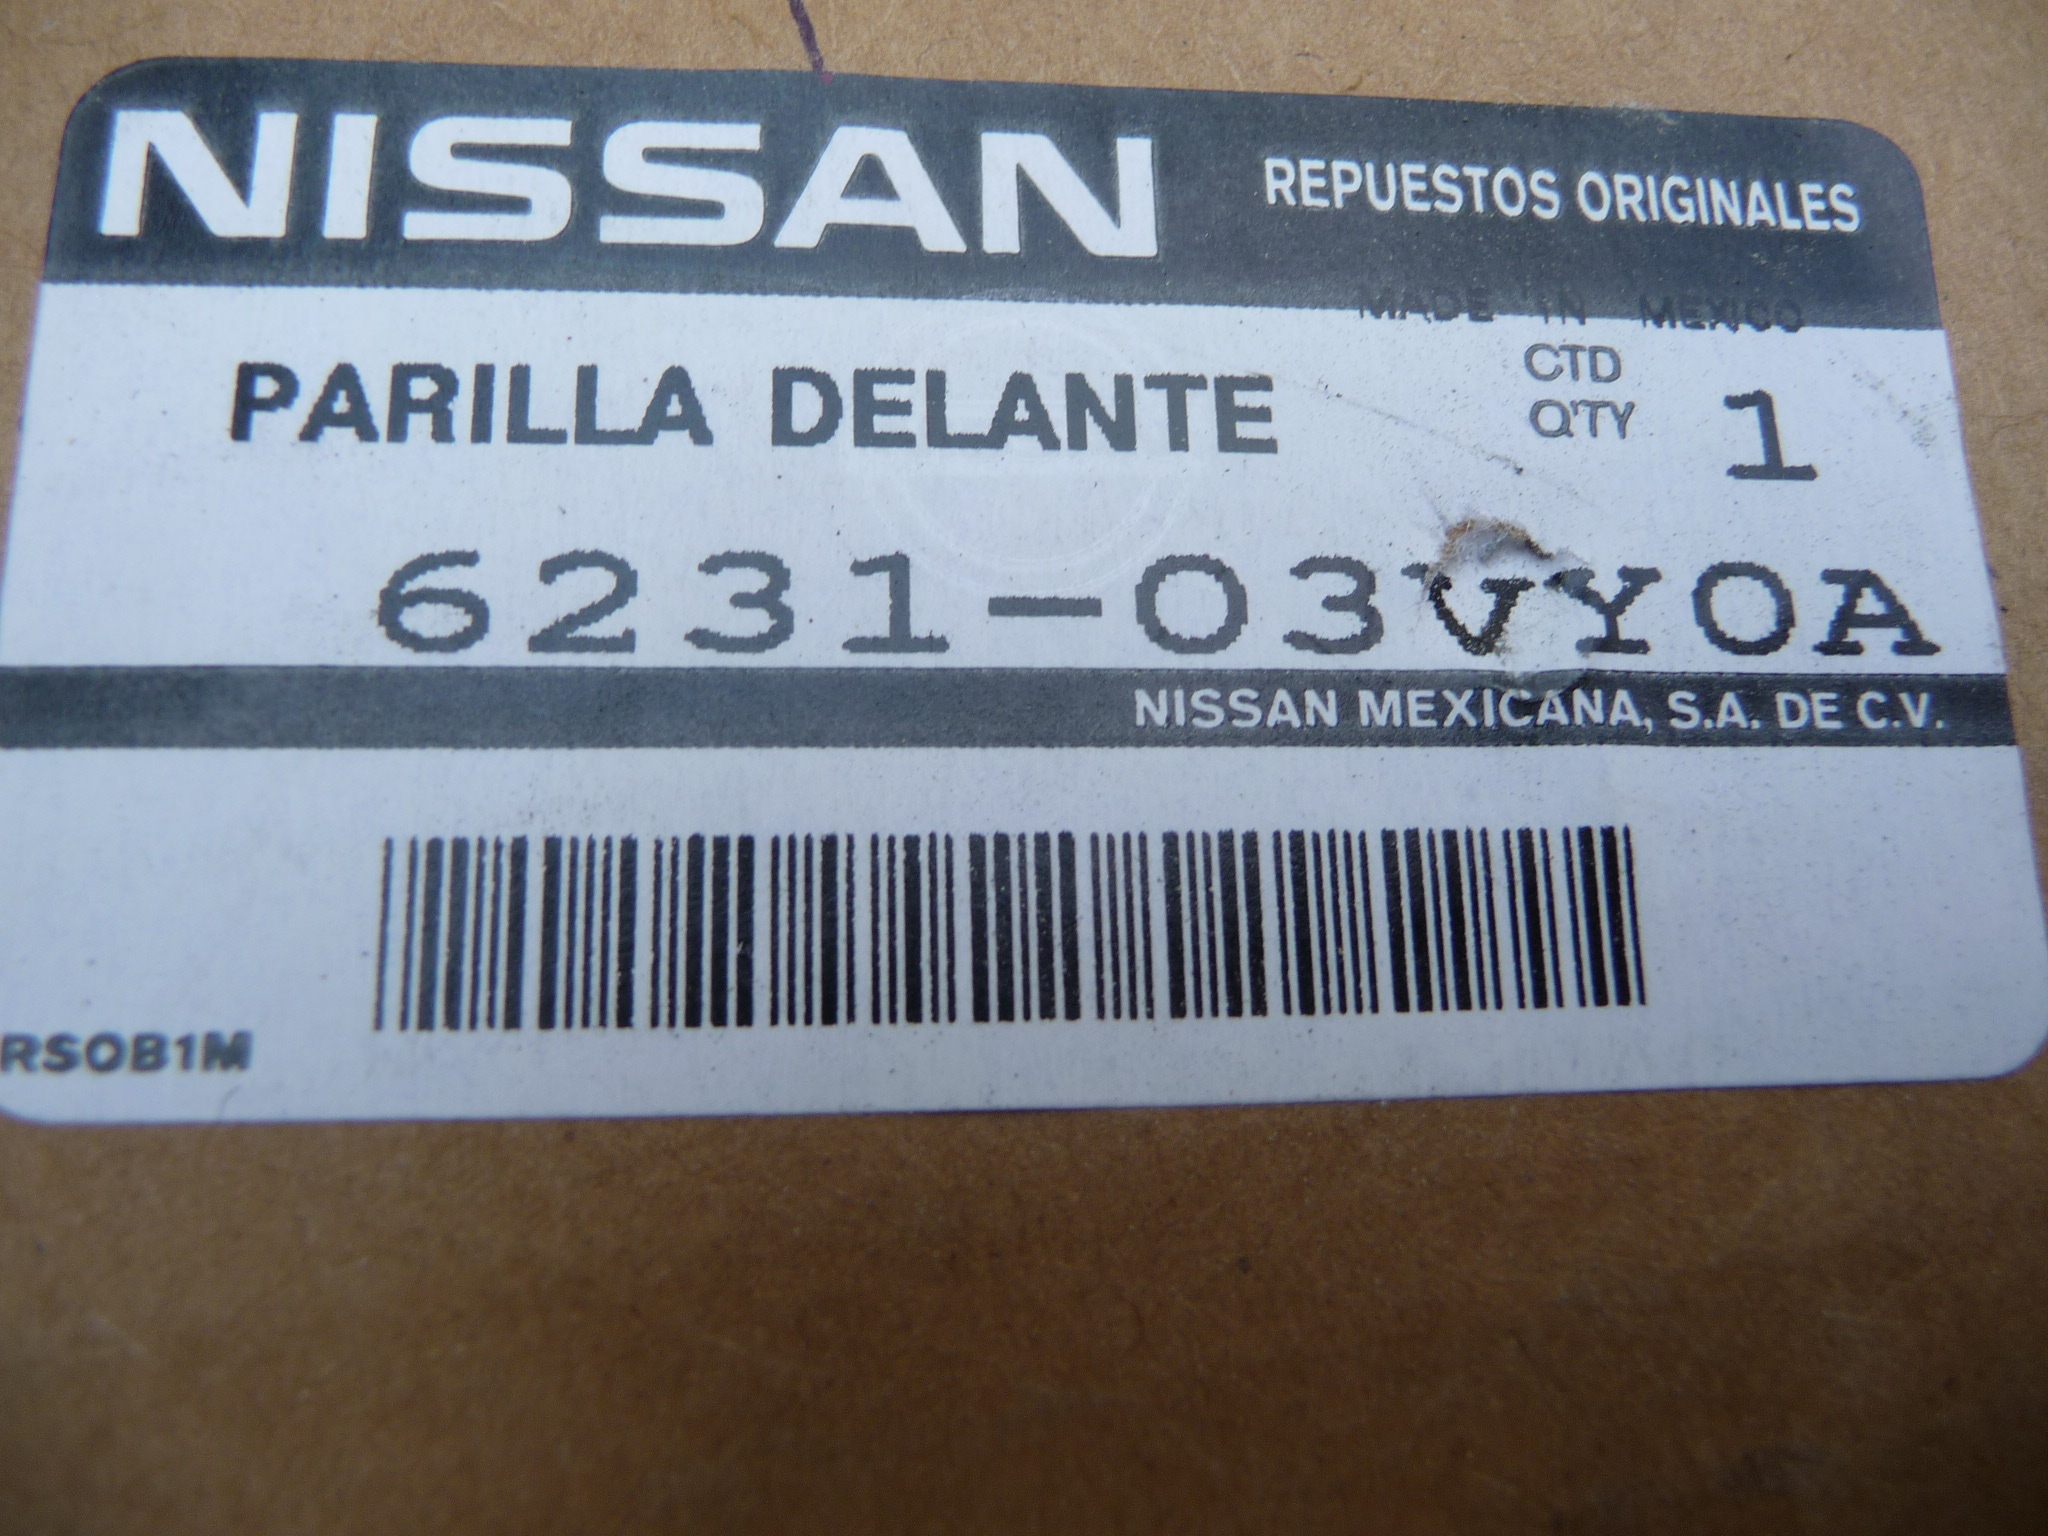 NISSAN REPUESTOS ORIGINALES
MADE IN MEXICO
PARILLA DELANTE
CTD
Q'TY 1
6231-03VY0A
NISSAN MEXICANA, S.A. DE C.V.
RSOB1M